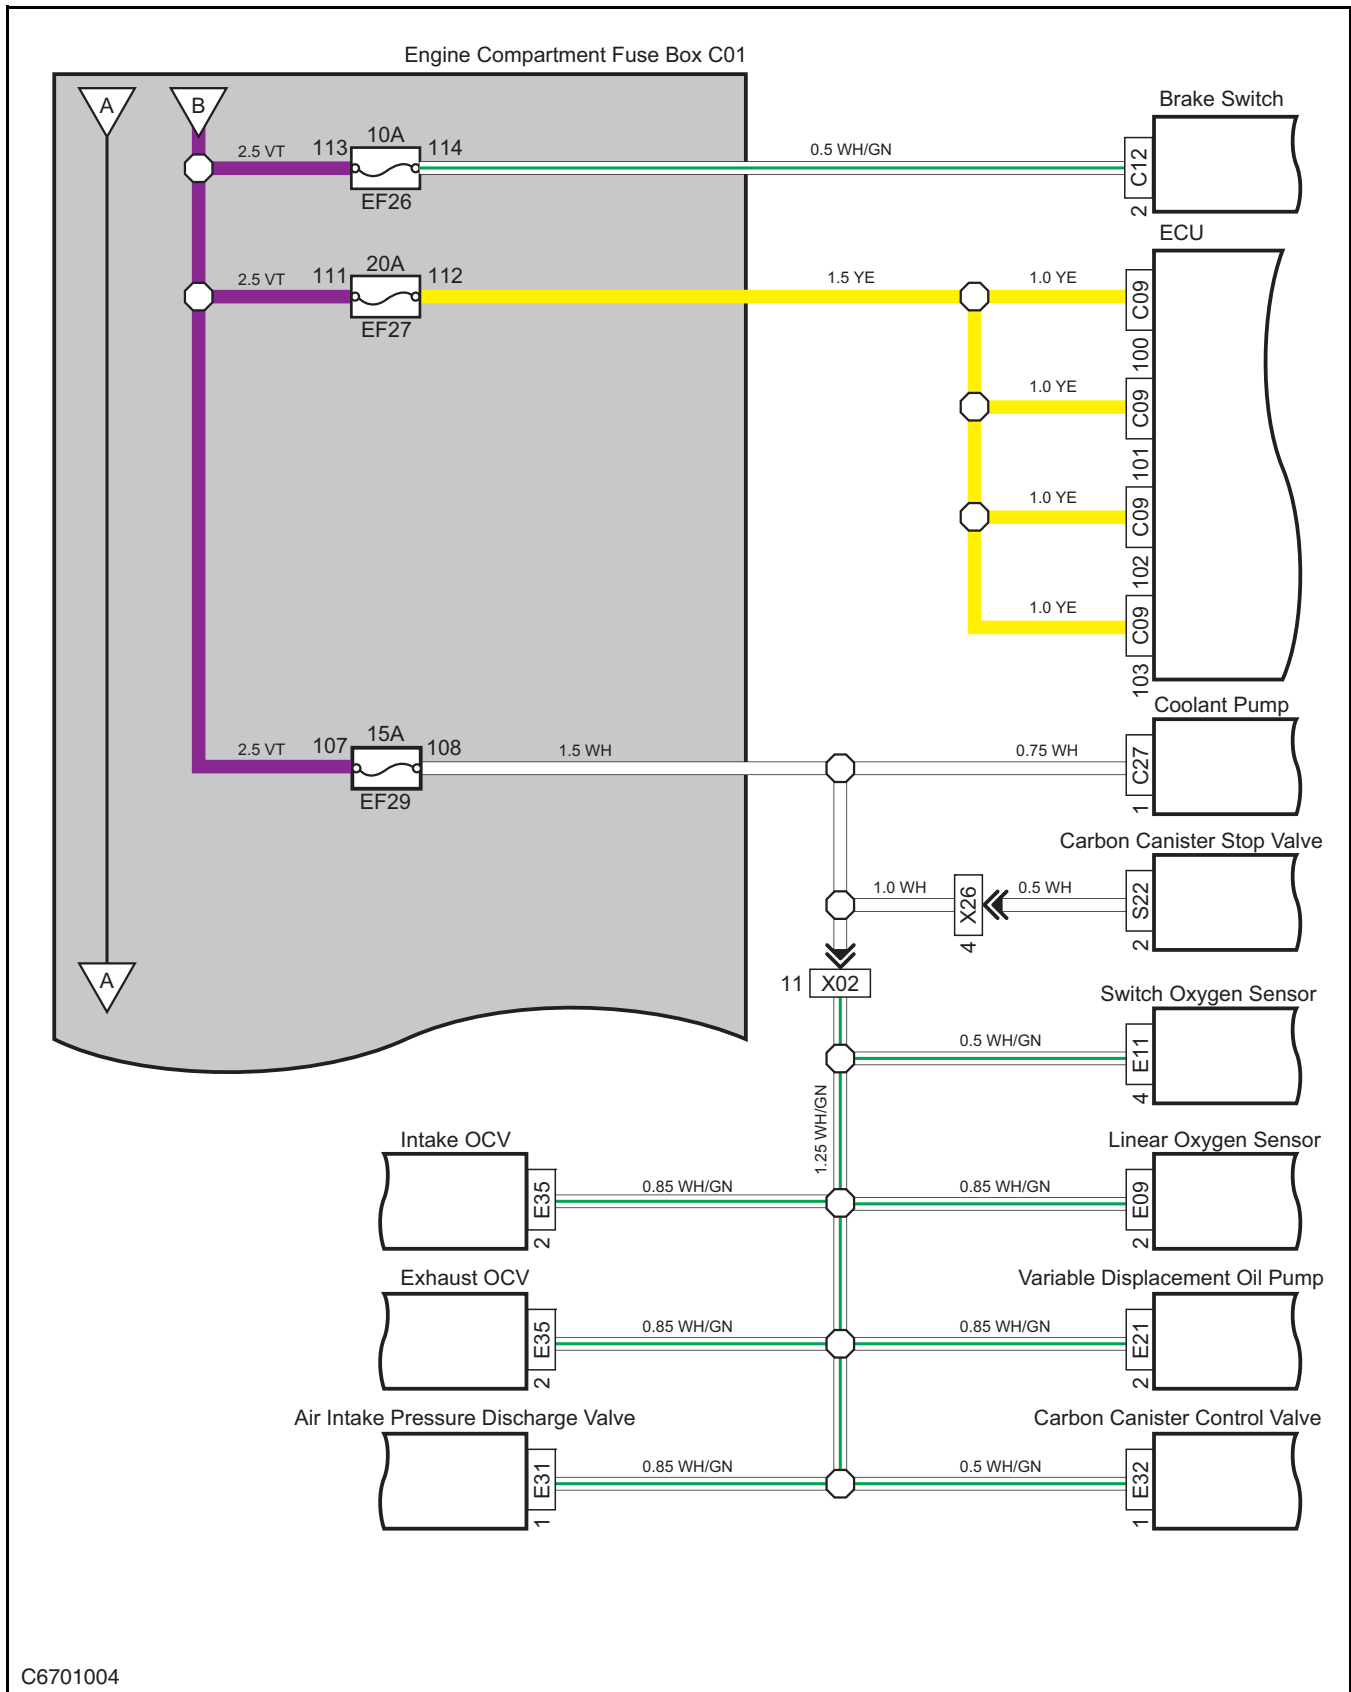 Engine Compartment Fuse Box C01
A
B
Brake Switch
2.5 VT
113
10A
114
EF26
0.5 WH/GN
C12
2
ECU
2.5 VT
111
20A
112
EF27
1.5 YE
1.0 YE
C09
100
1.0 YE
C09
101
1.0 YE
C09
102
1.0 YE
C09
103
Coolant Pump
2.5 VT
107
15A
108
EF29
1.5 WH
0.75 WH
C27
1
Carbon Canister Stop Valve
1.0 WH
X26
4
0.5 WH
S22
2
A
11
X02
Switch Oxygen Sensor
0.5 WH/GN
E11
4
1.25 WH/GN
Intake OCV
E35
2
0.85 WH/GN
Linear Oxygen Sensor
0.85 WH/GN
E09
2
Exhaust OCV
E35
2
0.85 WH/GN
Variable Displacement Oil Pump
0.85 WH/GN
E21
2
Air Intake Pressure Discharge Valve
E31
1
0.85 WH/GN
Carbon Canister Control Valve
0.5 WH/GN
E32
1
C6701004